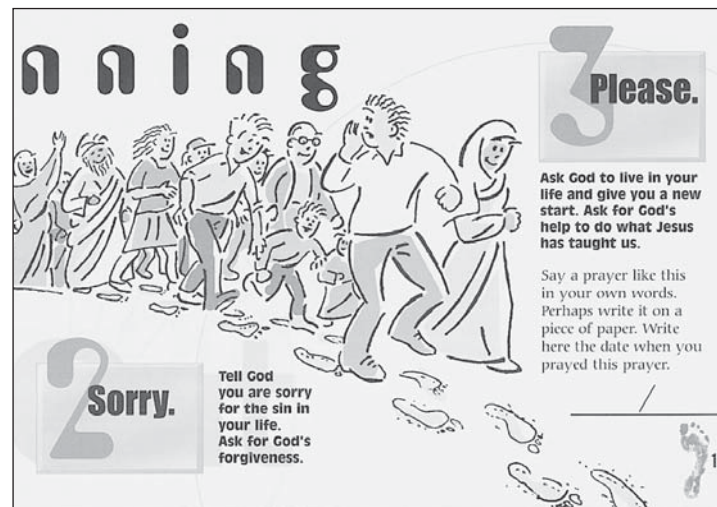 nning
3
Please.
Ask God to live in your
life and give you a new
start. Ask for God's
help to do what Jesus
has taught us.
Say a prayer like this
in your own words.
Perhaps write it on a
piece of paper. Write
here the date when you
prayed this prayer.
2
Sorry.
Tell God
you are sorry
for the sin in
your life.
Ask for God's
forgiveness.
1